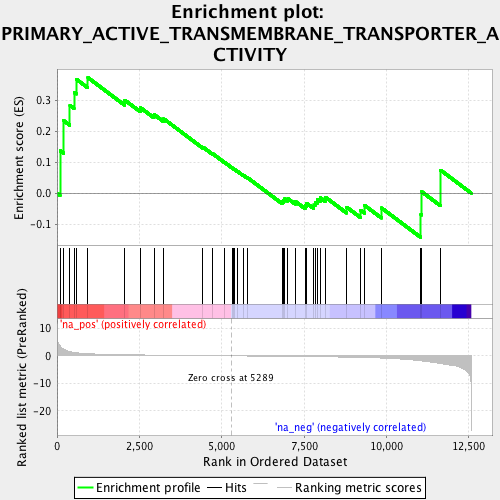 Enrichment plot:
PRIMARY_ACTIVE_TRANSMEMBRANE_TRANSPORTER_A
CTIVITY
Enrichment score (ES)
0.3
0.2
0.1
0.0
-0.1
'na_pos' (positively correlated)
Ranked list metric (PreRanked)
10
5
0
-5
-10
-20
Zero cross at 5289
'na_neg' (negatively correlated)
0
2,500
5,000
7,500
10,000
12,500
Rank in Ordered Dataset
Enrichment profile
Hits
Ranking metric scores